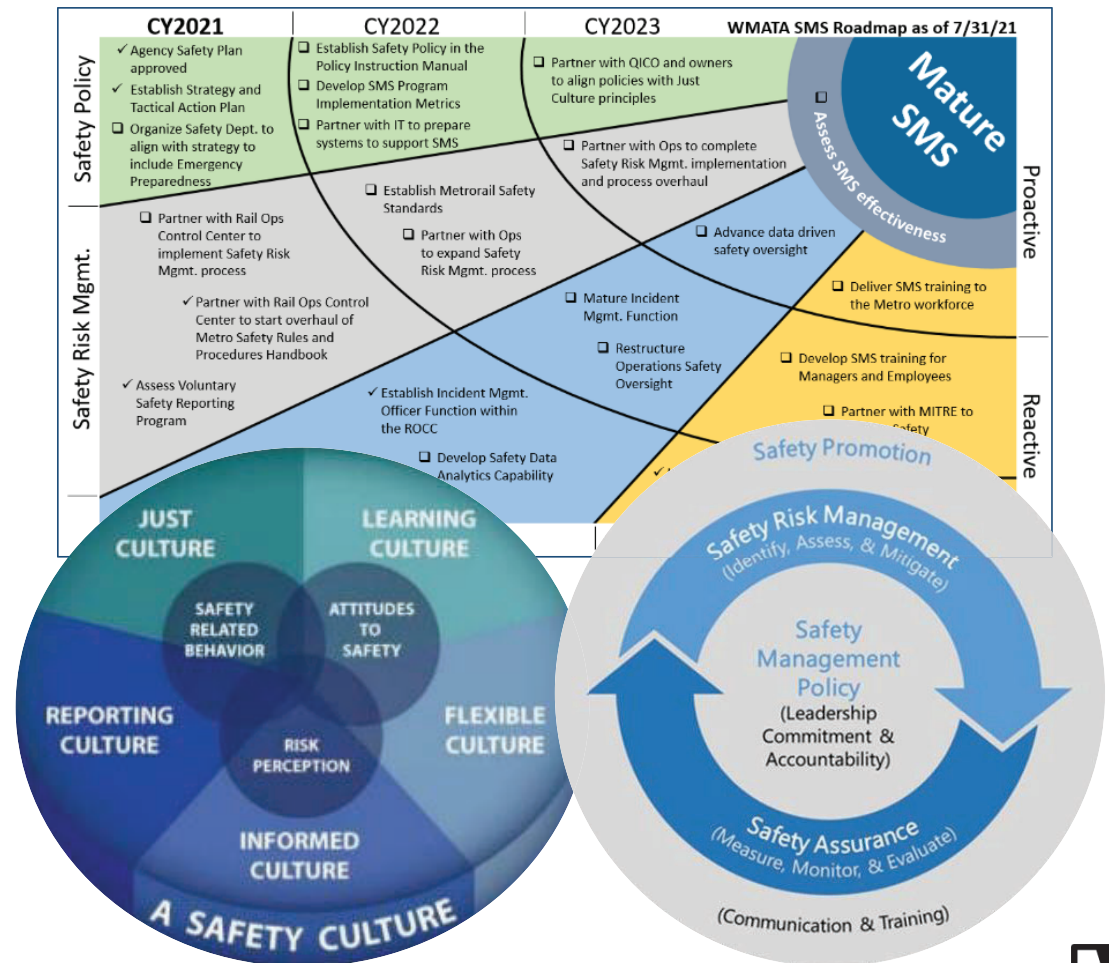 CY2021
CY2022
CY2023
WMATA SMS Roadmap as of 7/31/21
Safety Policy
✓ Agency Safety Plan
approved
✓ Establish Strategy and
Tactical Action Plan
❑ Organize Safety Dept. to
align with strategy to
include Emergency
Preparedness
❑ Establish Safety Policy in the
Policy Instruction Manual
❑ Develop SMS Program
Implementation Metrics
❑ Partner with IT to prepare
systems to support SMS
❑ Partner with QICO and owners
to align policies with Just
Culture principles
Mature
SMS
❑ Assess SMS effectiveness
Proactive
Reactive
Safety Risk Mgmt.
❑ Partner with Rail Ops
Control Center to
implement Safety Risk
Mgmt. process
✓ Partner with Rail Ops Control
Center to start overhaul of
Metro Safety Rules and
Procedures Handbook
✓ Assess Voluntary
Safety Reporting
Program
❑ Establish Metrorail Safety
Standards
❑ Partner with Ops
to expand Safety
Risk Mgmt. process
❑ Partner with Ops to complete
Safety Risk Mgmt. implementation
and process overhaul
❑ Advance data driven
safety oversight
❑ Mature Incident
Mgmt. Function
❑ Restructure
Operations Safety
Oversight
✓ Establish Incident Mgmt.
Officer Function within
the ROCC
❑ Develop Safety Data
Analytics Capability
❑ Deliver SMS training to
the Metro workforce
❑ Develop SMS training for
Managers and Employees
❑ Partner with MITRE to
✓
JUST
CULTURE
LEARNING
CULTURE
SAFETY
RELATED
BEHAVIOR
ATTITUDES
TO
SAFETY
REPORTING
CULTURE
FLEXIBLE
CULTURE
RISK
PERCEPTION
INFORMED
CULTURE
A SAFETY CULTURE
Safety Promotion
Safety Risk Management
(Identify, Assess, & Mitigate)
Safety
Management
Policy
(Leadership
Commitment &
Accountability)
Safety Assurance
(Measure, Monitor, & Evaluate)
(Communication & Training)